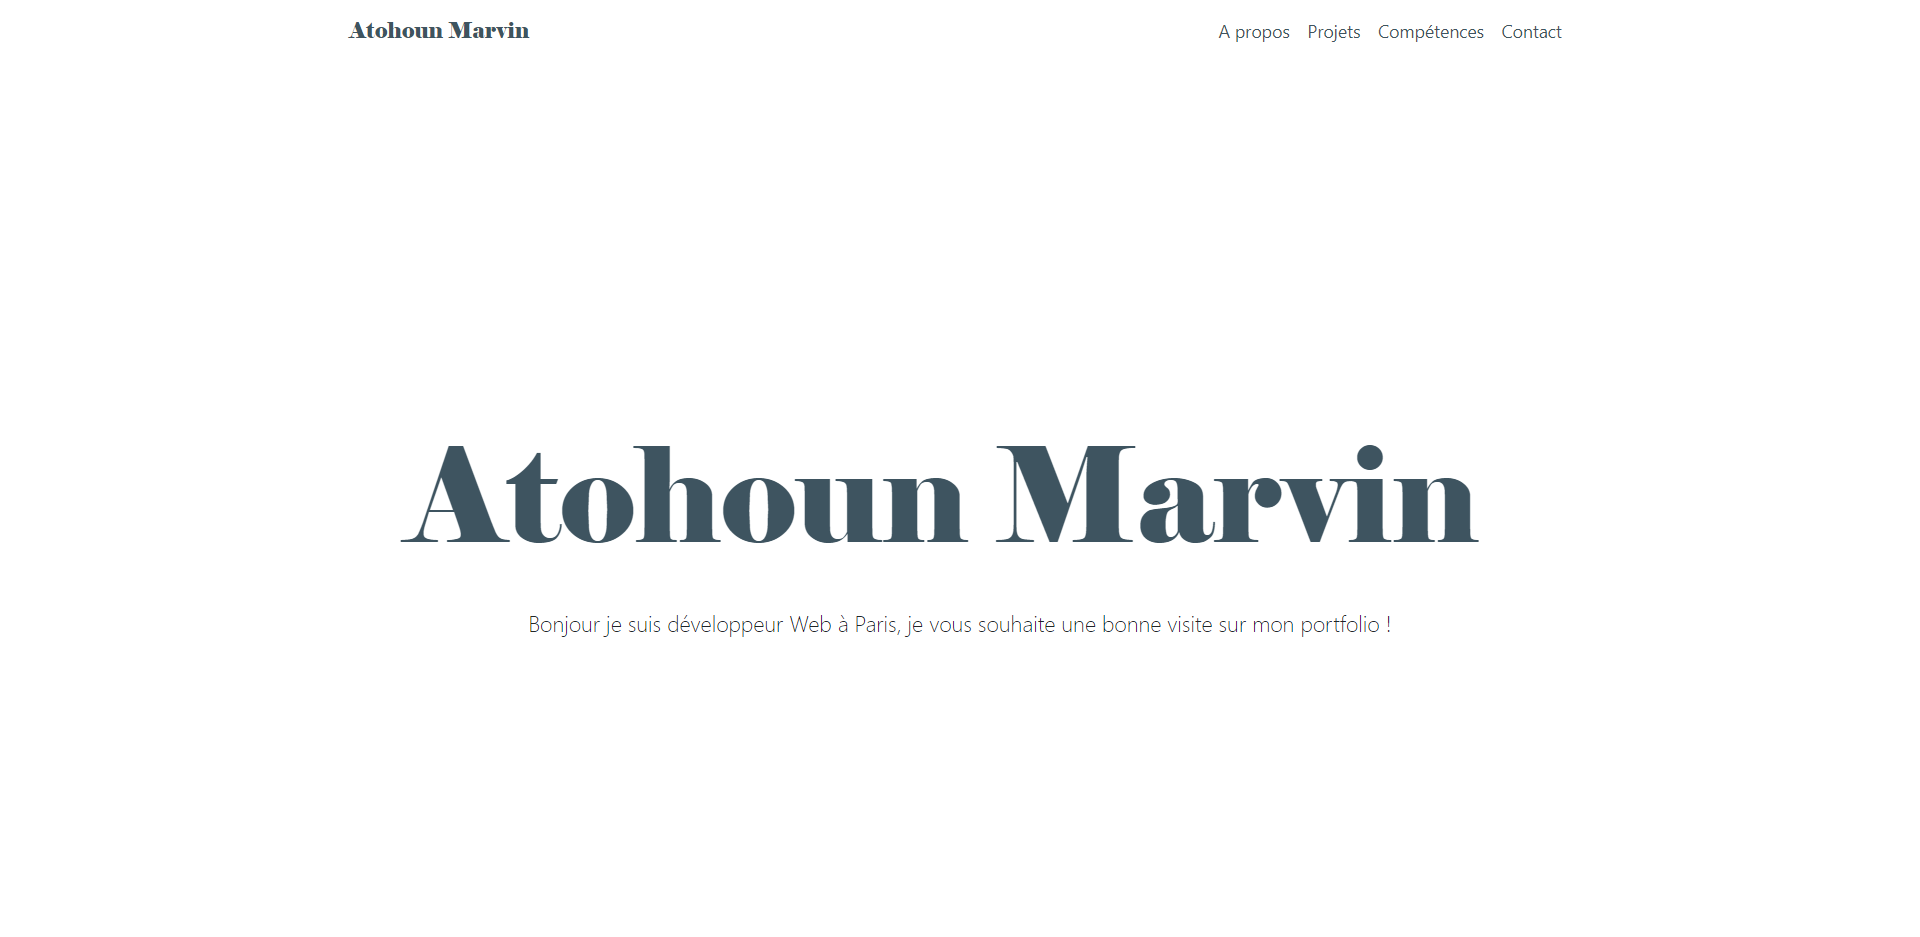 Atohoun Marvin
A propos Projets Compétences Contact
Atohoun Marvin
Bonjour je suis développeur Web à Paris, je vous souhaite une bonne visite sur mon portfolio !